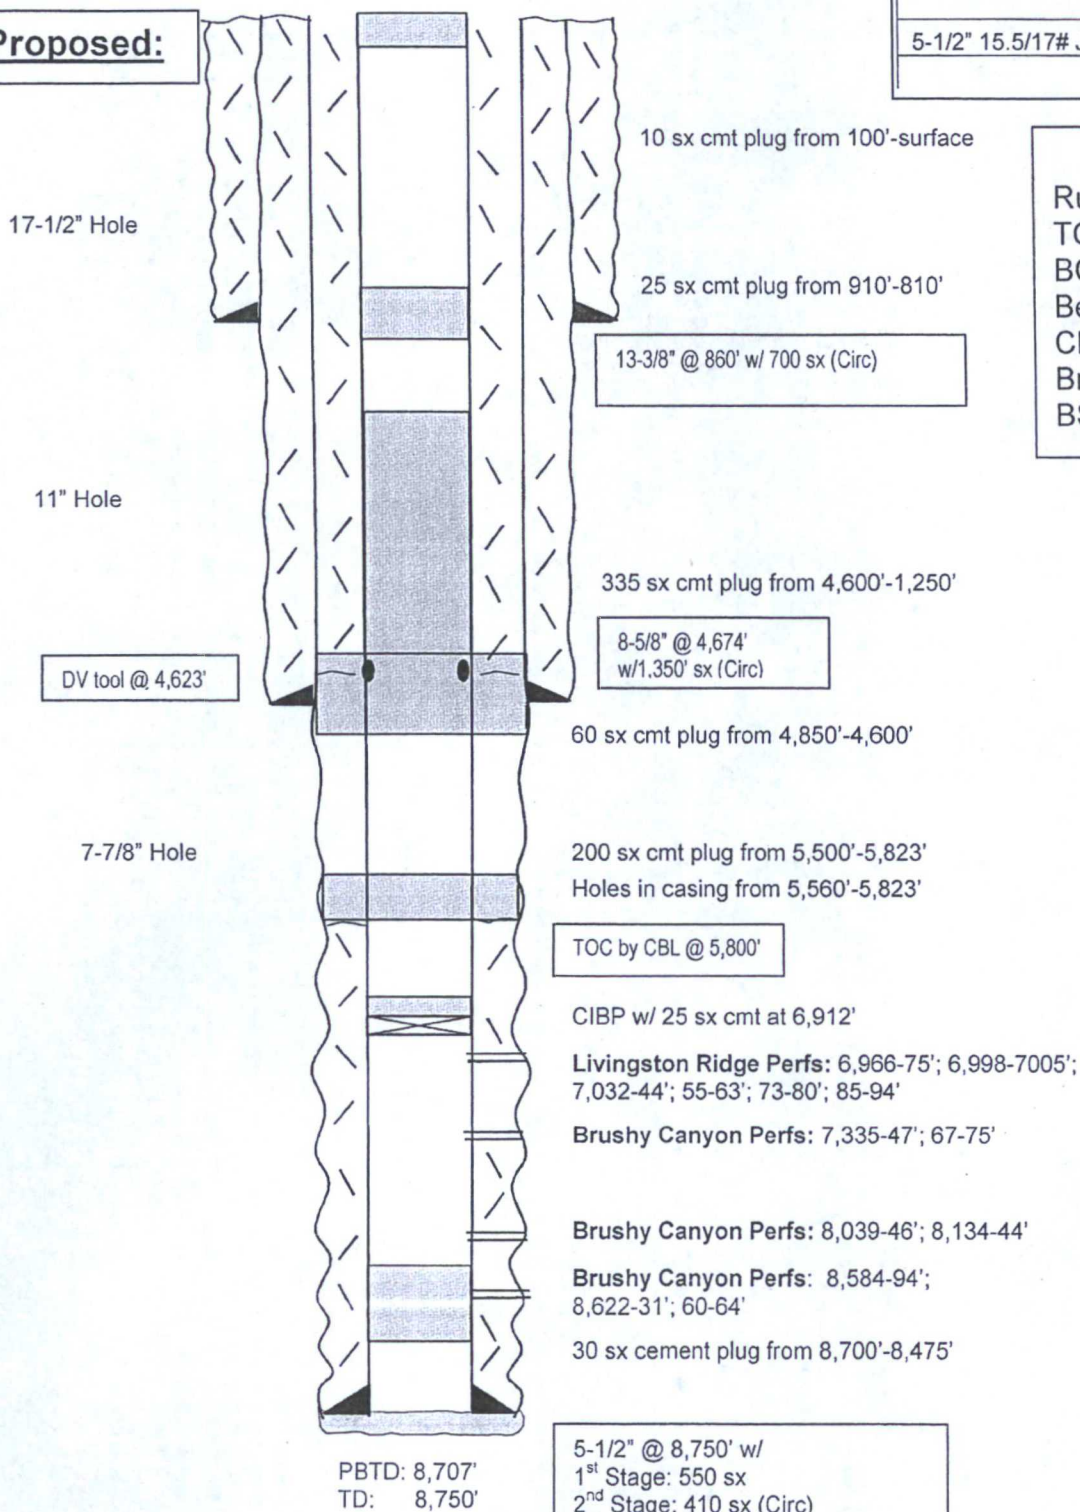 Proposed:
5-1/2" 15.5/17#
10 sx cmt plug from 100'-surface
17-1/2" Hole
25 sx cmt plug from 910'-810'
13-3/8" @ 860' w/ 700 sx (Circ)
11" Hole
335 sx cmt plug from 4,600'-1,250'
8-5/8" @ 4,674'
w/1,350' sx (Circ)
DV tool @ 4,623'
60 sx cmt plug from 4,850'-4,600'
7-7/8" Hole
200 sx cmt plug from 5,500'-5,823'
Holes in casing from 5,560'-5,823'
TOC by CBL @ 5,800'
CIBP w/ 25 sx cmt at 6,912'
Livingston Ridge Perfs: 6,966-75'; 6,998-7005';
7,032-44'; 55-63'; 73-80'; 85-94'
Brushy Canyon Perfs: 7,335-47'; 67-75'
Brushy Canyon Perfs: 8,039-46'; 8,134-44'
Brushy Canyon Perfs: 8,584-94';
8,622-31'; 60-64'
30 sx cement plug from 8,700'-8,475'
PBTD: 8,707'
TD: 8,750'
5-1/2" @ 8,750' w/
1st Stage: 550 sx
2nd Stage: 410 sx (Circ)